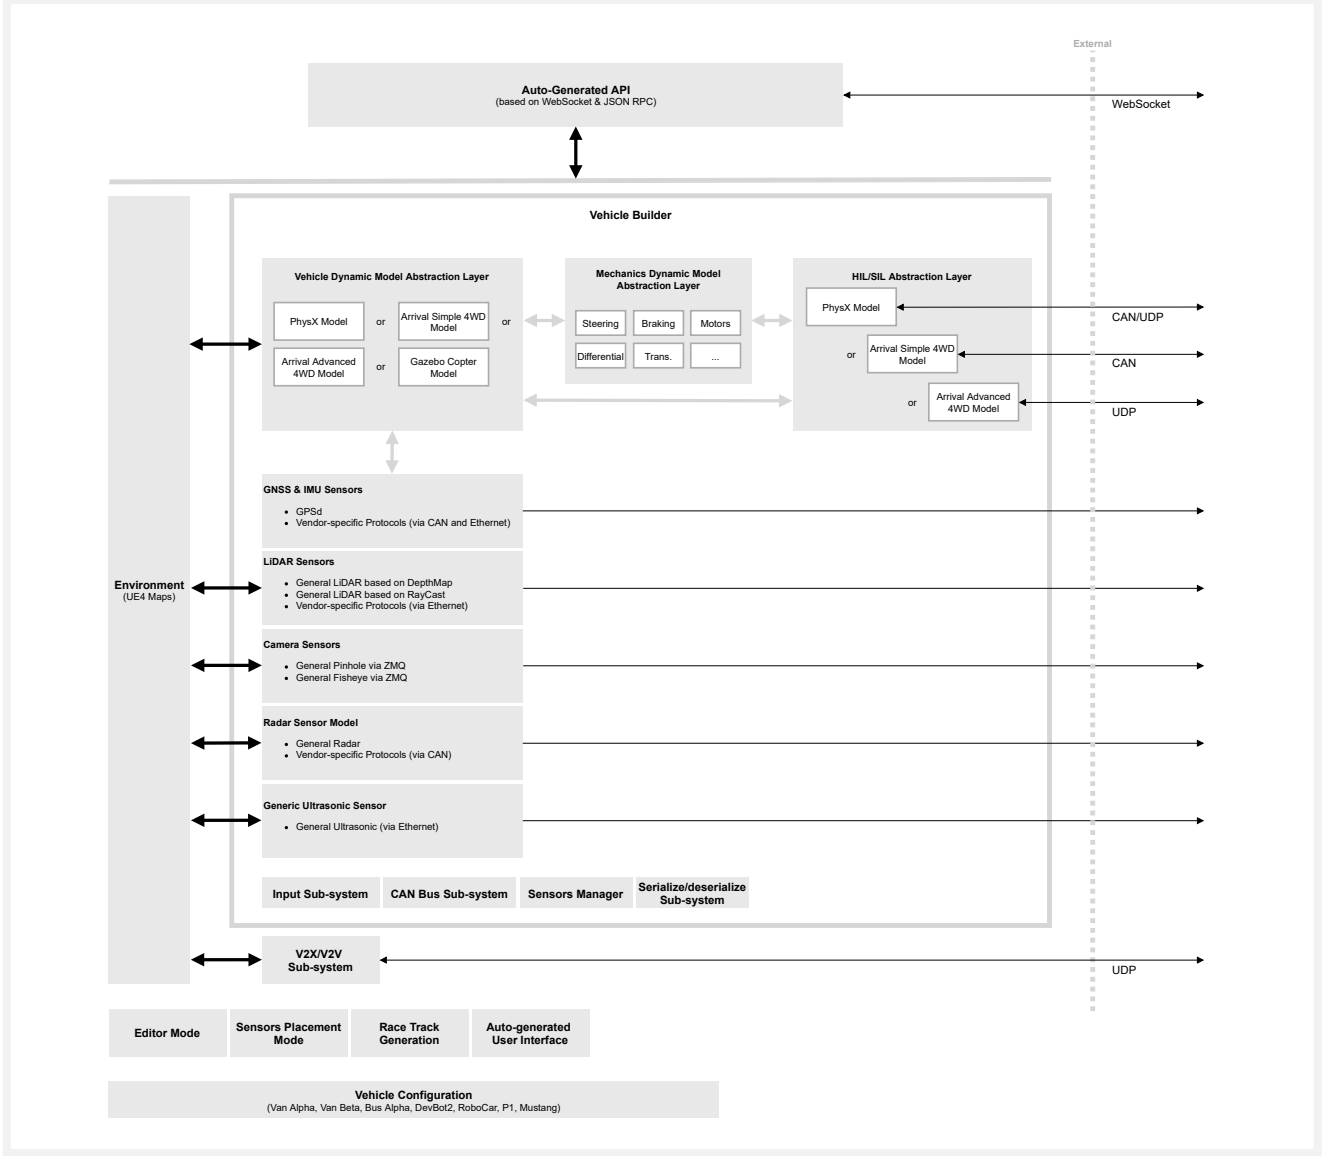 External
Auto-Generated API
(based on WebSocket & JSON RPC)
WebSocket
Vehicle Builder
Vehicle Dynamic Model Abstraction Layer
PhysX Model
or
Arrival Simple 4WD
Model
or
Arrival Advanced
4WD Model
or
Gazebo Copter
Model
Mechanics Dynamic Model
Abstraction Layer
Steering
Braking
Motors
Differential
Trans.
...
HIL/SIL Abstraction Layer
PhysX Model
CAN/UDP
or
Arrival Simple 4WD
Model
CAN
or
Arrival Advanced
4WD Model
UDP
GNSS & IMU Sensors
• GPSd
• Vendor-specific Protocols (via CAN and Ethernet)
LiDAR Sensors
• General LiDAR based on DepthMap
• General LiDAR based on RayCast
• Vendor-specific Protocols (via Ethernet)
Environment
(UE4 Maps)
Camera Sensors
• General Pinhole via ZMQ
• General Fisheye via ZMQ
Radar Sensor Model
• General Radar
• Vendor-specific Protocols (via CAN)
Generic Ultrasonic Sensor
• General Ultrasonic (via Ethernet)
Input Sub-system
CAN Bus Sub-system
Sensors Manager
Serialize/deserialize
Sub-system
V2X/V2V
Sub-system
UDP
Editor Mode
Sensors Placement
Mode
Race Track
Generation
Auto-generated
User Interface
Vehicle Configuration
(Van Alpha, Van Beta, Bus Alpha, DevBot2, RoboCar, P1, Mustang)